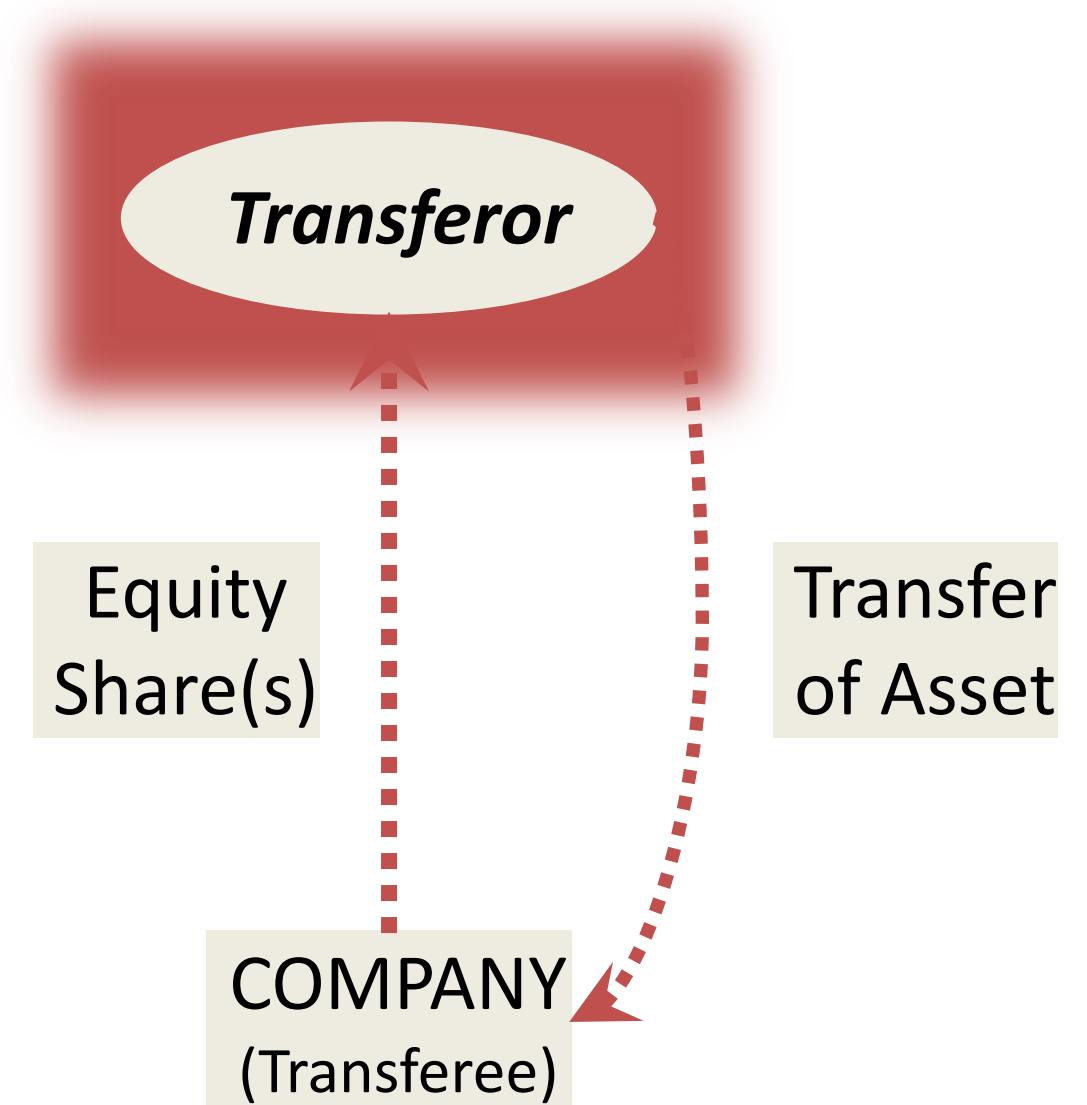 Transferor
Equity
Share(s)
Transfer
of Asset
COMPANY
(Transferee)